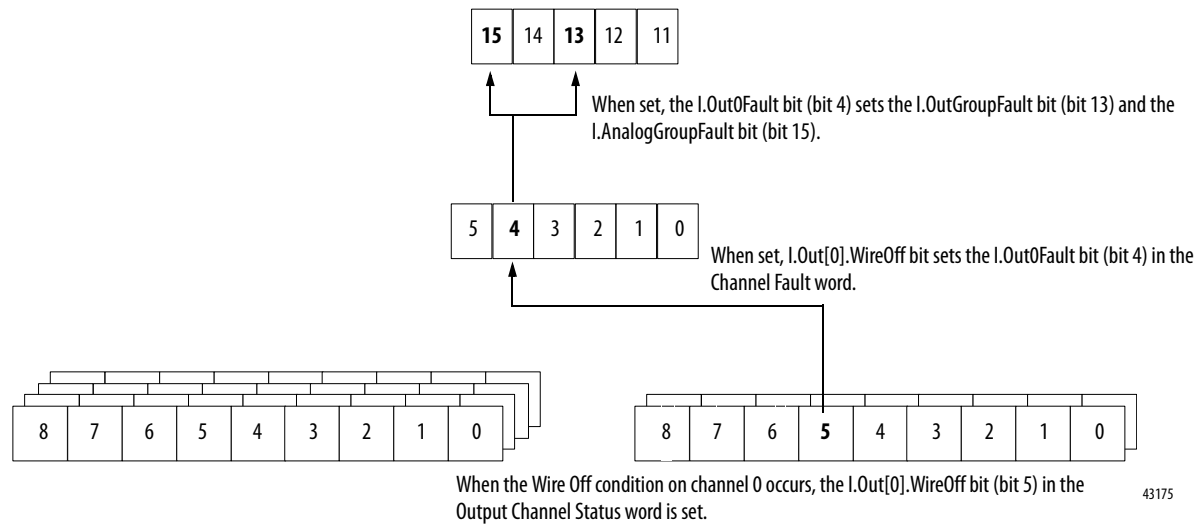 15 14 13 12 11
When set, the I.Out0Fault bit (bit 4) sets the I.OutGroupFault bit (bit 13) and the
I.AnalogGroupFault bit (bit 15).
5 4 3 2 1 0
When set, I.Out[0].WireOff bit sets the I.Out0Fault bit (bit 4) in the
Channel Fault word.
8 7 6 5 4 3 2 1 0
8 7 6 5 4 3 2 1 0
When the Wire Off condition on channel 0 occurs, the I.Out[0].WireOff bit (bit 5) in the
Output Channel Status word is set.
43175